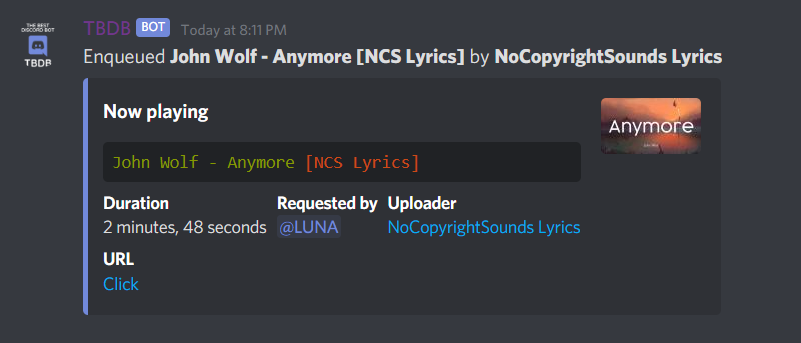 THE BEST
DISCORD BOT
TBDB
TBDB BOT Today at 8:11 PM
Enqueued John Wolf - Anymore [NCS Lyrics] by NoCopyrightSounds Lyrics
Now playing
Anymore
John Wolf - Anymore [NCS Lyrics]
Duration Requested by Uploader
2 minutes, 48 seconds @LUNA NoCopyrightSounds Lyrics
URL
Click